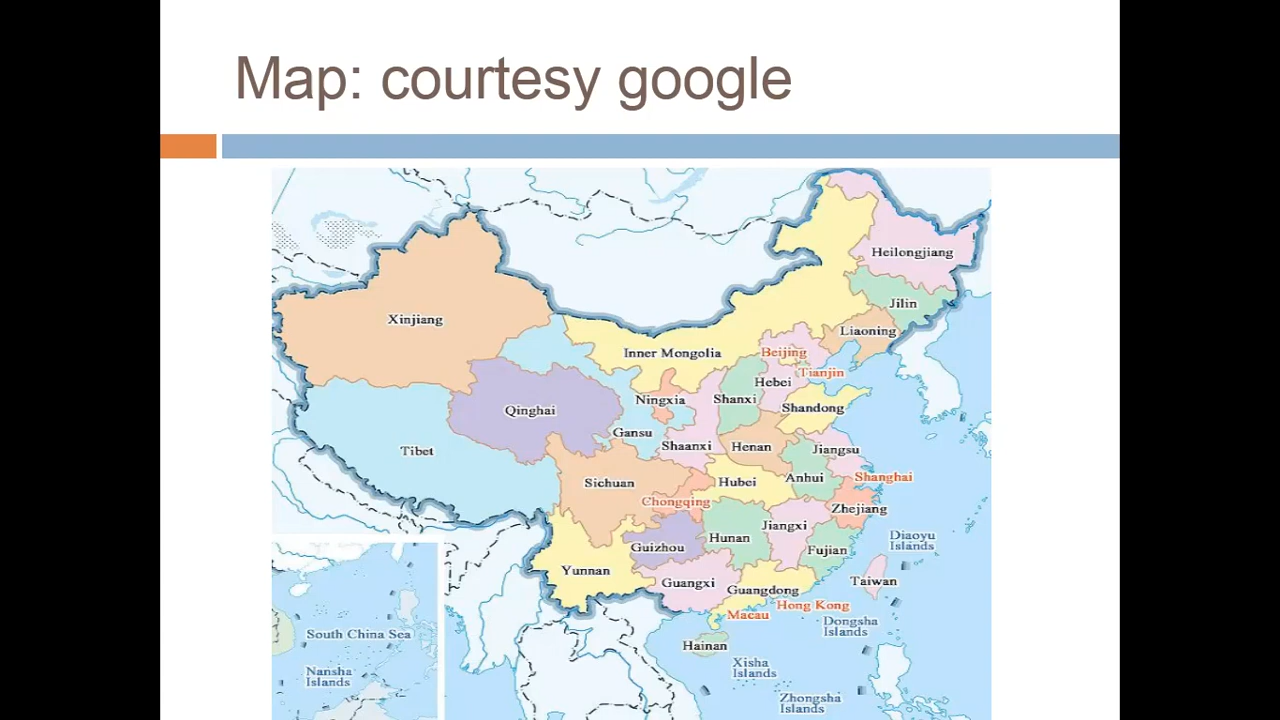 Map: courtesy google
Heilongjiang
Jilin
Xinjiang
Liaoning
Inner Mongolia
Beijing
Tianjin
Hebei
Ningxia
Shanxi
Shandong
Qinghai
Gansu
Shaanxi
Henan
Jiangsu
Tibet
Sichuan
Hubei
Anhui
Shanghai
Chongqing
Zhejiang
Jiangxi
Hunan
Guizhou
Fujian
Diaoyu
Islands
Yunnan
Guangxi
Guangdong
Taiwan
Hong Kong
Macau
Dongsha
Islands
South China Sea
Hainan
Xisha
Islands
Nansha
Islands
Zhongsha
Islands